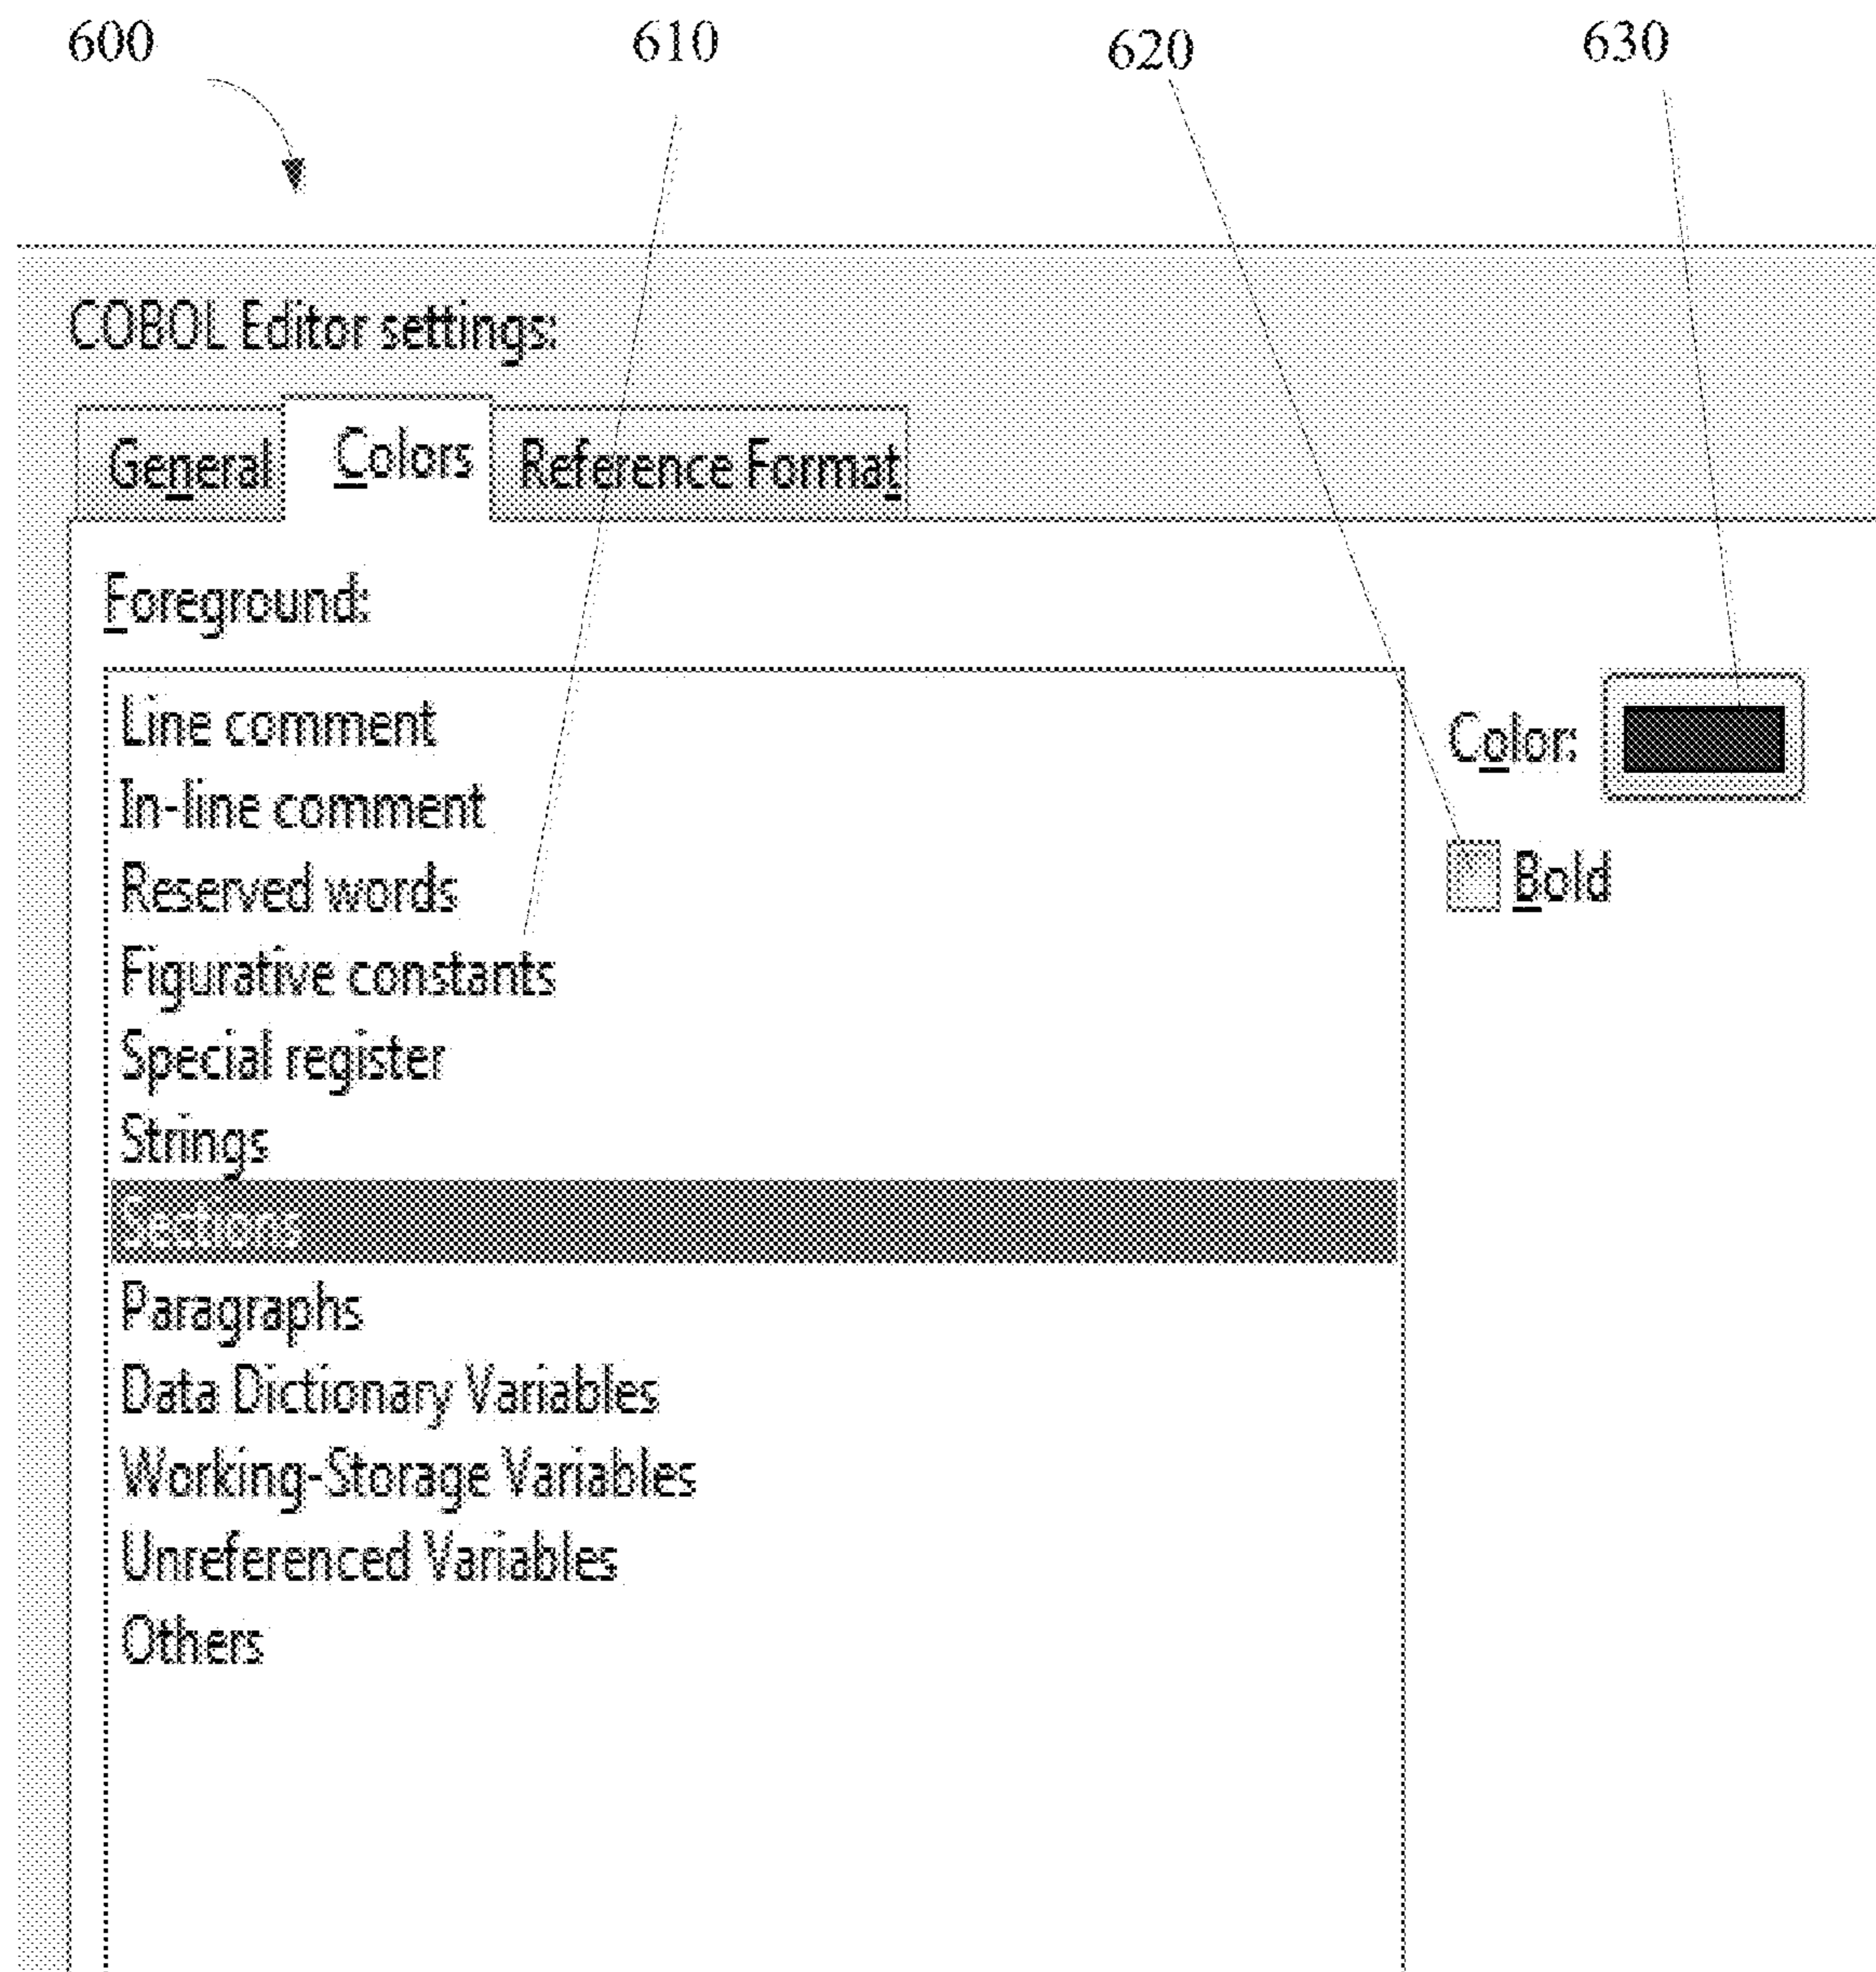 600 610 620 630
COBOL Editor settings:
General Colors Reference Format
Foreground:
Line comment
Color:
In-line comment
Bold
Reserved words
Figurative constants
Special register
Strings
Sections
Paragraphs
Data Dictionary Variables
Working-Storage Variables
Unreferenced Variables
Others